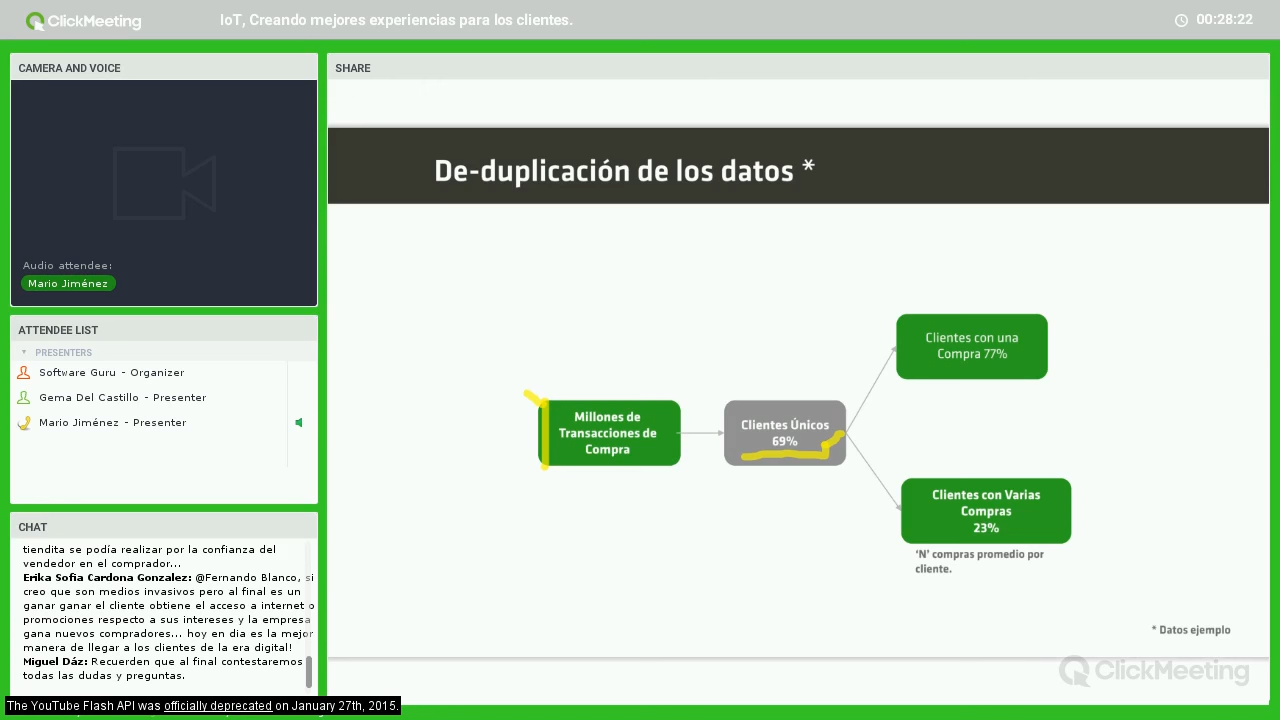 ClickMeeting
IoT, Creando mejores experiencias para los clientes.
00:28:22
CAMERA AND VOICE
Audio attendee:
Mario Jiménez
ATTENDEE LIST
PRESENTERS
Software Guru - Organizer
Gema Del Castillo - Presenter
Mario Jiménez - Presenter
CHAT
tiendita se podía realizar por la confianza del
vendedor en el comprador...
Erika Sofia Cardona Gonzalez: @Fernando Blanco, si
creo que son medios invasivos pero al final es un
ganar ganar el cliente obtiene el acceso a internet o
promociones respecto a sus intereses y la empresa
gana nuevos compradores... hoy en dia es la mejor
manera de llegar a los clientes de la era digital!
Miguel Dáz: Recuerden que al final contestaremos
todas las dudas y preguntas.
The YouTube Flash API was officially deprecated on January 27th, 2015.
SHARE
De-duplicación de los datos *
Millones de
Transacciones de
Compra
Clientes Únicos
69%
Clientes con una
Compra 77%
Clientes con Varias
Compras
23%
‘N’ compras promedio por
cliente.
* Datos ejemplo
ClickMeeting